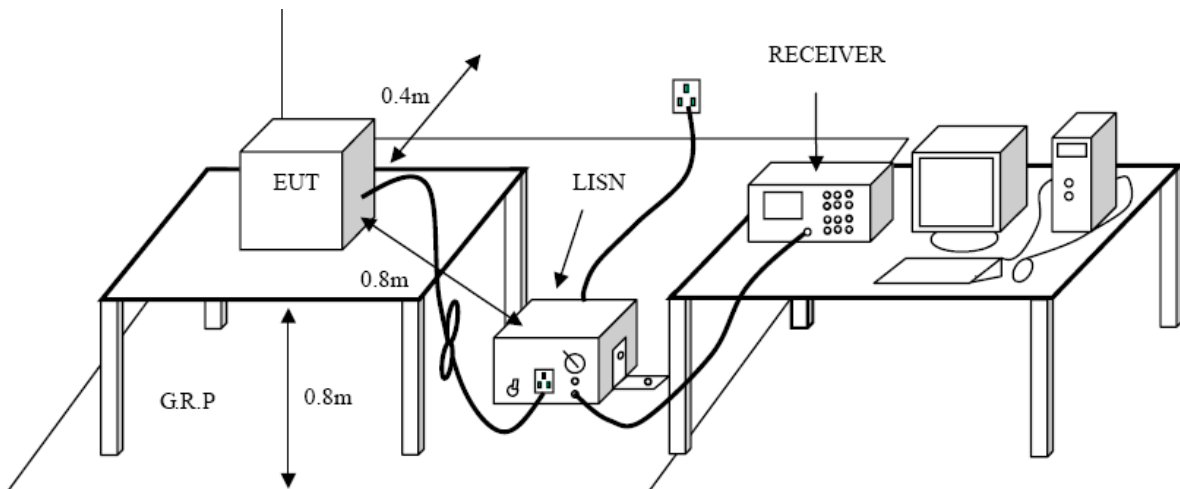 RECEIVER
0.4m
EUT
LISN
0.8m
G.R.P
0.8m